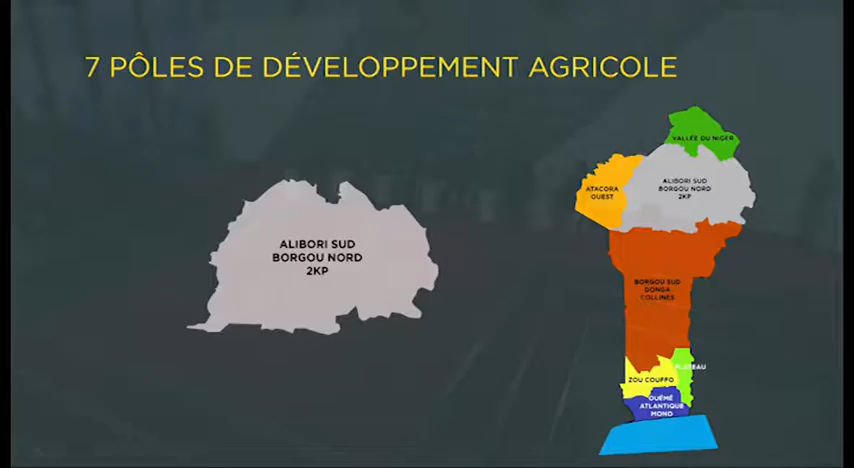 7 PÔLES DE DÉVELOPPEMENT AGRICOLE
ALIBORI SUD
BORGOU NORD
2KP
VALLÉE DU NIGER
ALIBORI SUD
BORGOU NORD
2KP
ATACORA
OUEST
BORGOU SUD
DONGA
COLLINES
PLATEAU
ZOU COUFFO
OUÉMÉ
ATLANTIQUE
MONO